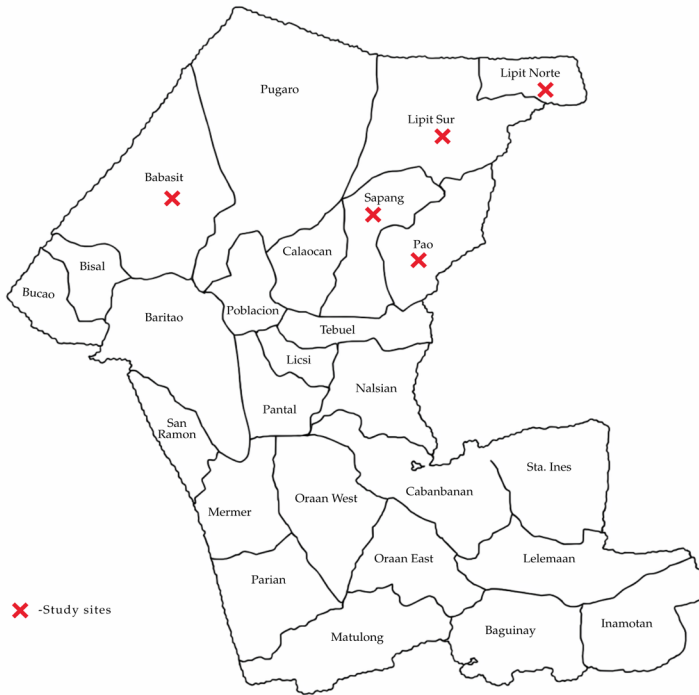 Pugaro
Lipit Norte
Lipit Sur
Babasit
Sapang
Pao
Calaocan
Bisal
Bucao
Baritao
Poblacion
Tebuel
Licsi
Nalsian
Pantal
San
Ramon
Sta. Ines
Cabanbanan
Oraan West
Mermer
Oraan East
Lelemaan
Parian
-Study sites
Matulong
Baguinay
Inamotan